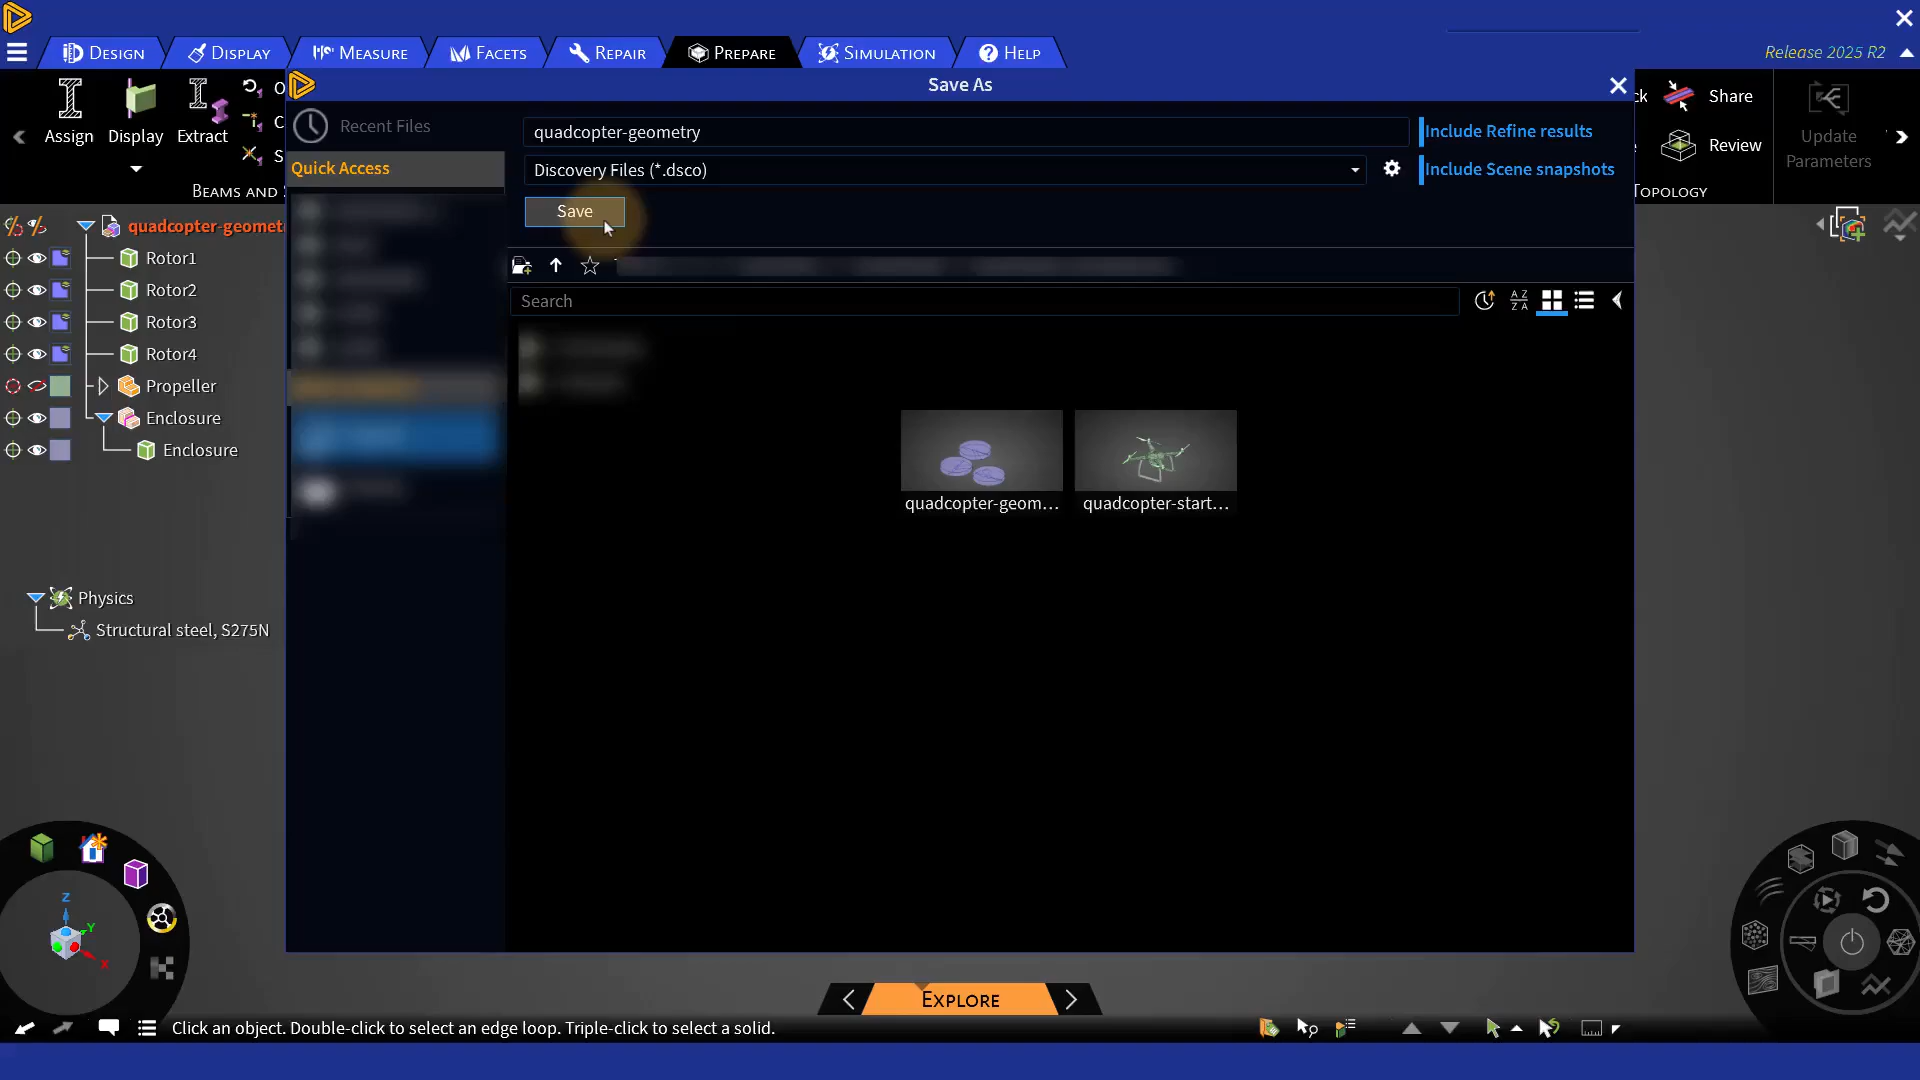 DESIGN
DISPLAY
MEASURE
FACETS
REPAIR
PREPARE
SIMULATION
HELP
Release 2025 R2
Assign
Display
Extract
O
C
S
BEAMS AND S
Save As
Recent Files
Quick Access
quadcopter-geometry
Discovery Files (*.dsco)
Save
Include Refine results
Include Scene snapshots
Search
A Z
Z A
quadcopter-geom...
quadcopter-start...
ck
Share
e
Review
TOPOLOGY
Update
Parameters
quadcopter-geomet
Rotor1
Rotor2
Rotor3
Rotor4
Propeller
Enclosure
Enclosure
Physics
Structural steel, S275N
Z
Y
X
EXPLORE
Click an object. Double-click to select an edge loop. Triple-click to select a solid.